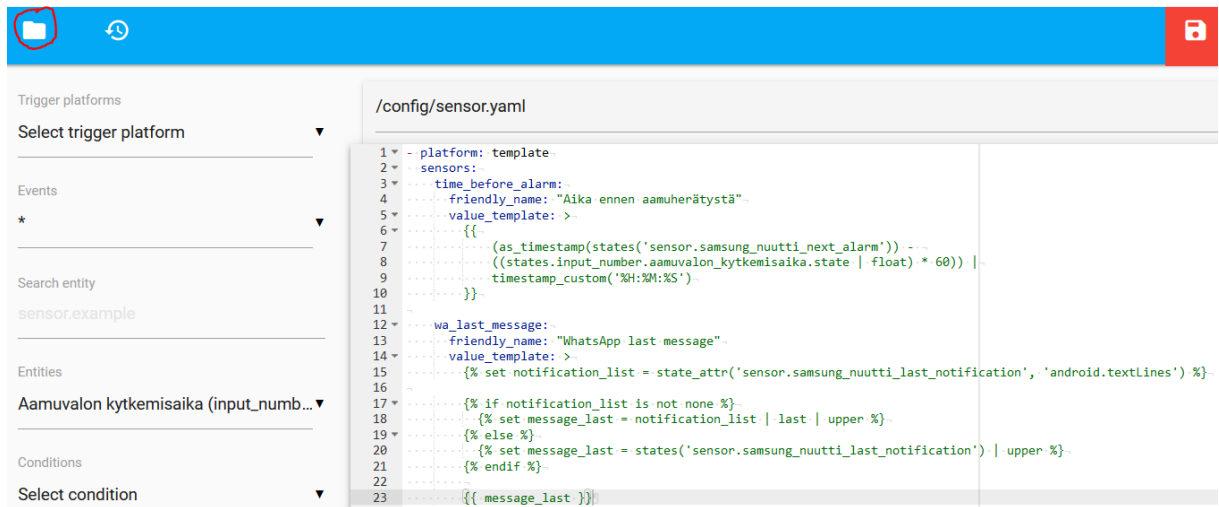 Trigger platforms
Select trigger platform
Events
*
Search entity
sensor.example
Entities
Aamuvalon kytkemisaika (input_numb...
Conditions
Select condition
/config/sensor.yaml
1 - platform: template
2   sensors:
3     time_before_alarm:
4       friendly_name: "Aika ennen aamuherätystä"
5       value_template: >
6         {{
7             (as_timestamp(states('sensor.samsung_nuutti_next_alarm')) -
8             ((states.input_number.aamuvalon_kytkemisaika.state | float) * 60)) |
9             timestamp_custom('%H:%M:%S')
10         }}
11
12     wa_last_message:
13       friendly_name: "WhatsApp last message"
14       value_template: >
15         {% set notification_list = state_attr('sensor.samsung_nuutti_last_notification', 'android.textLines') %}
16
17         {% if notification_list is not none %}
18           {% set message_last = notification_list | last | upper %}
19         {% else %}
20           {% set message_last = states('sensor.samsung_nuutti_last_notification') | upper %}
21         {% endif %}
22
23         {{ message_last }}